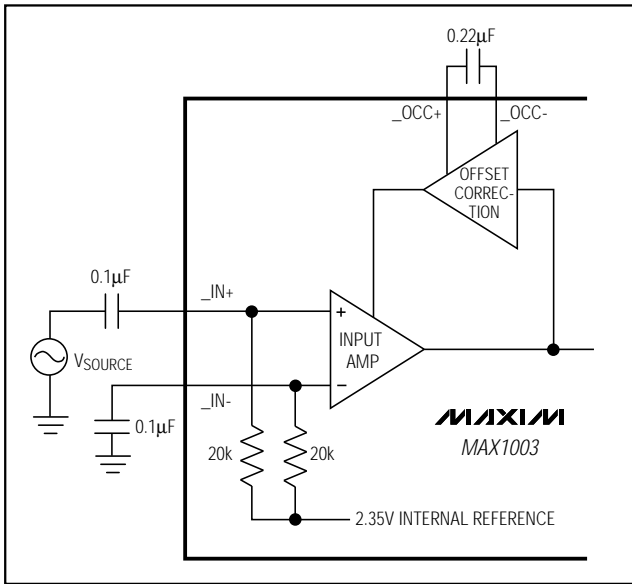 0.22µF
_OCC+
_OCC-
OFFSET
CORREC-
TION
0.1µF
_IN+
+
INPUT
AMP
VSOURCE
_IN-
−
0.1µF
MAXIM
MAX1003
20k
20k
2.35V INTERNAL REFERENCE